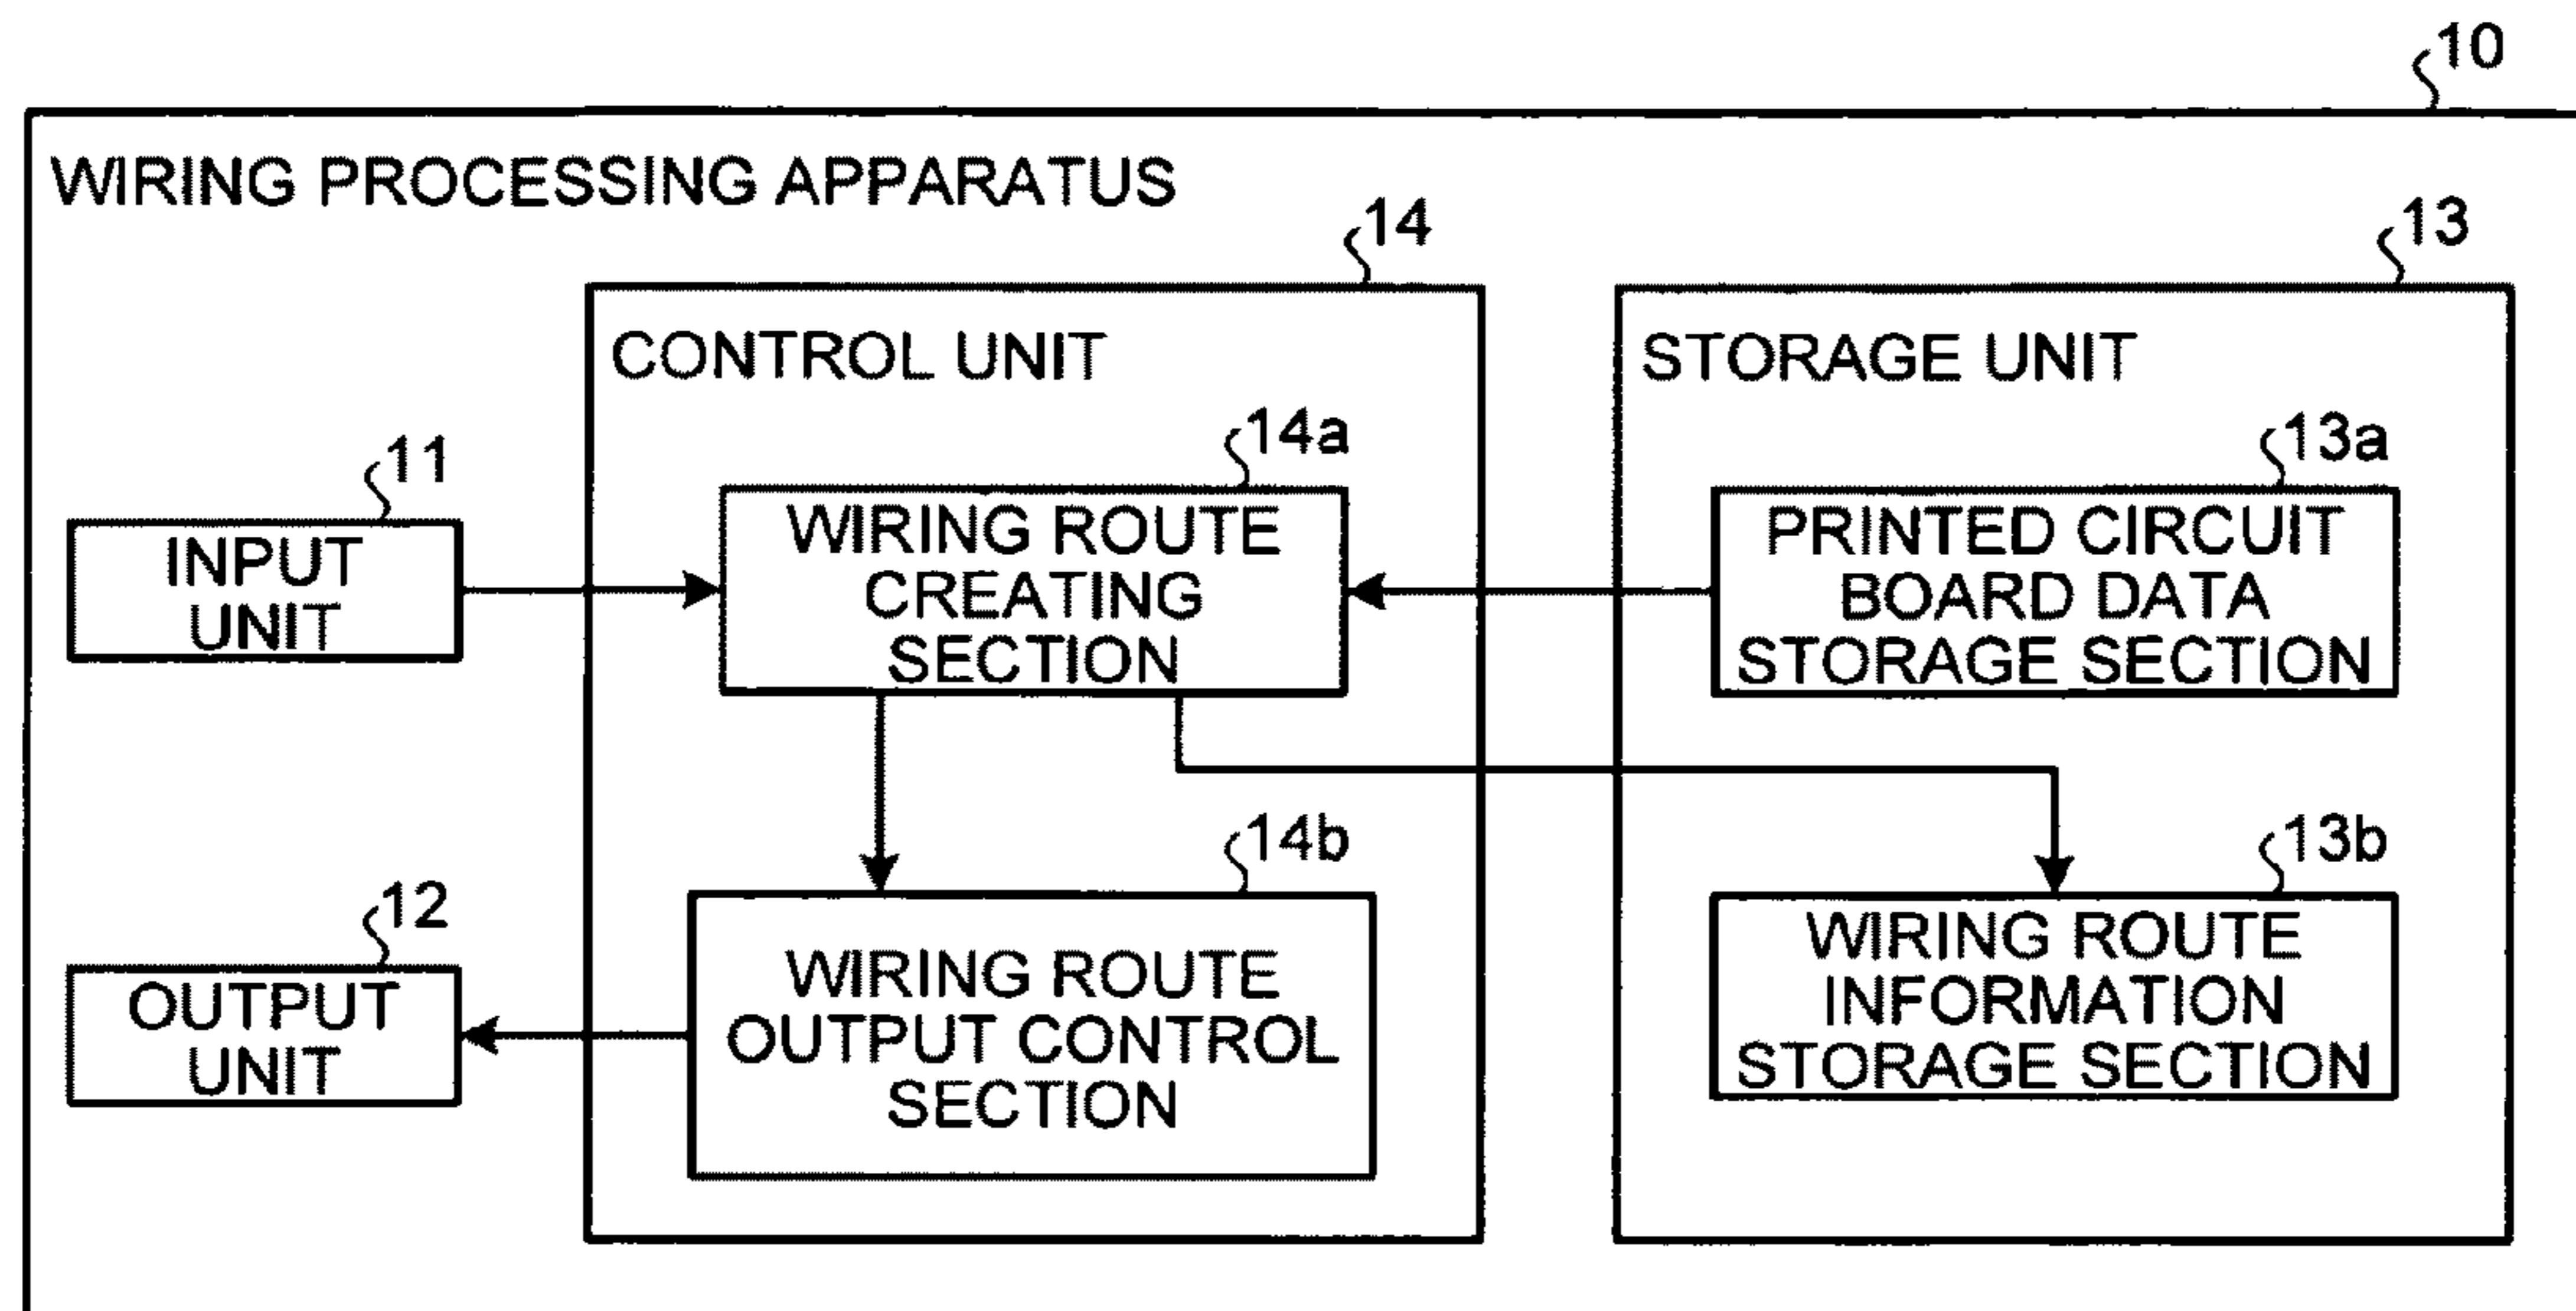 10
WIRING PROCESSING APPARATUS
14
13
CONTROL UNIT
STORAGE UNIT
11
14a
13a
INPUT
UNIT
WIRING ROUTE
CREATING
SECTION
PRINTED CIRCUIT
BOARD DATA
STORAGE SECTION
12
14b
13b
OUTPUT
UNIT
WIRING ROUTE
OUTPUT CONTROL
SECTION
WIRING ROUTE
INFORMATION
STORAGE SECTION